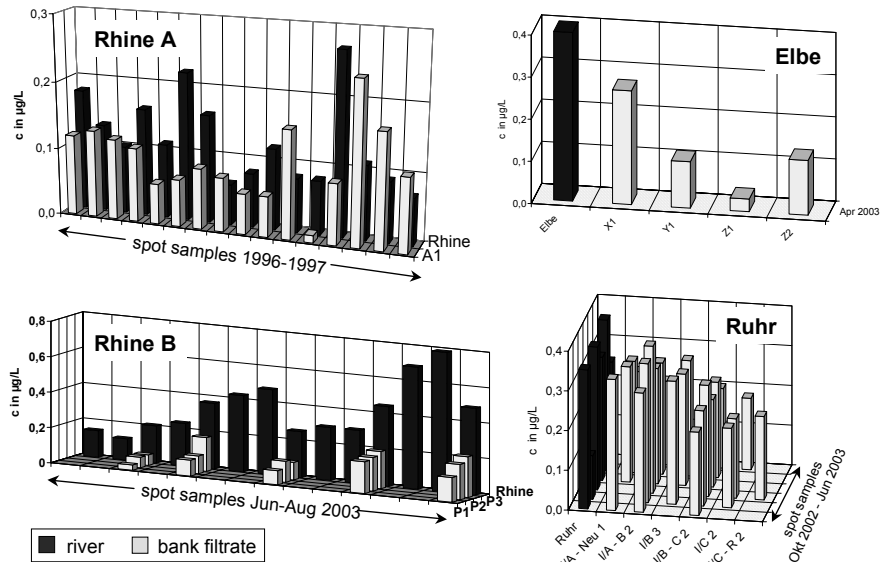 Rhine A
0,3
0,2
0,1
0,0
c in µg/L
spot samples 1996-1997
Rhine
A1
Elbe
0,4
0,3
0,2
0,1
0,0
c in µg/L
Elbe
X1
Y1
Z1
Z2
Apr 2003
Rhine B
0,8
0,6
0,4
0,2
0
c in µg/L
spot samples Jun-Aug 2003
P1
P2
P3
Rhine
Ruhr
0,4
0,3
0,2
0,1
0,0
c in µg/L
Ruhr
I/A - Neu 1
I/A - B 2
I/B 3
I/B - C 2
I/C 2
I/C - R 2
spot samples
Okt 2002 - Jun 2003
river
bank filtrate